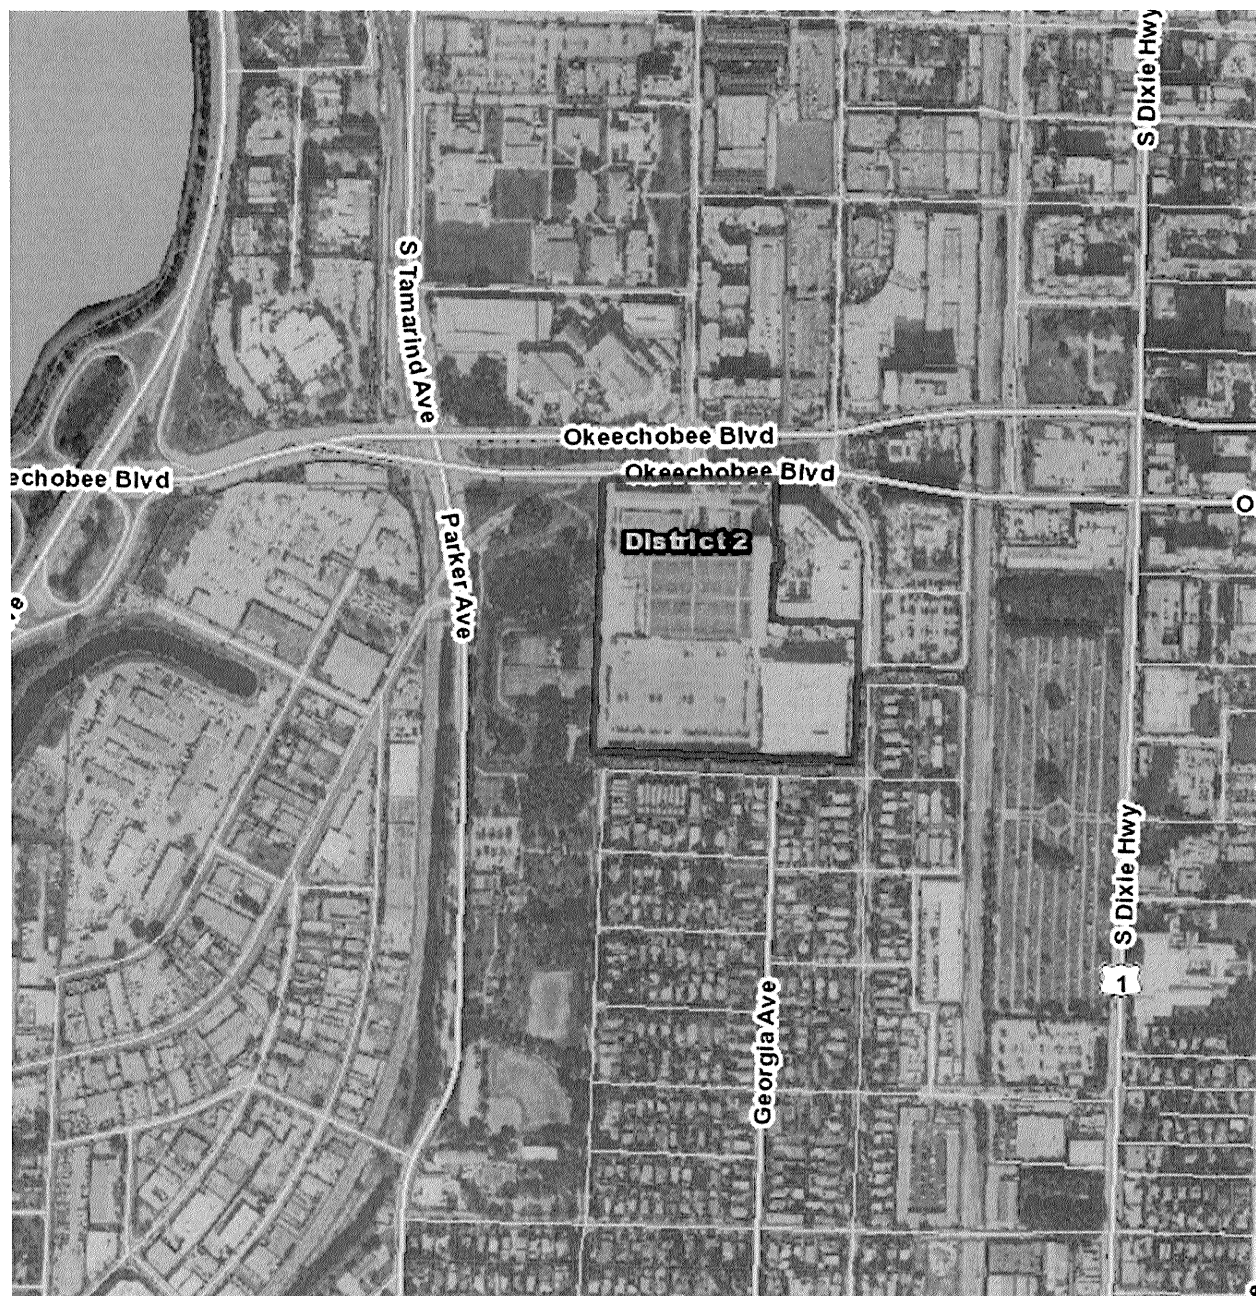 S Dixie Hwy
S Tamarind Ave
Okeechobee Blvd
echobee Blvd
Okeechobee Blvd
O
Parker Ave
District 2
ve
S Dixie Hwy
1
Georgia Ave